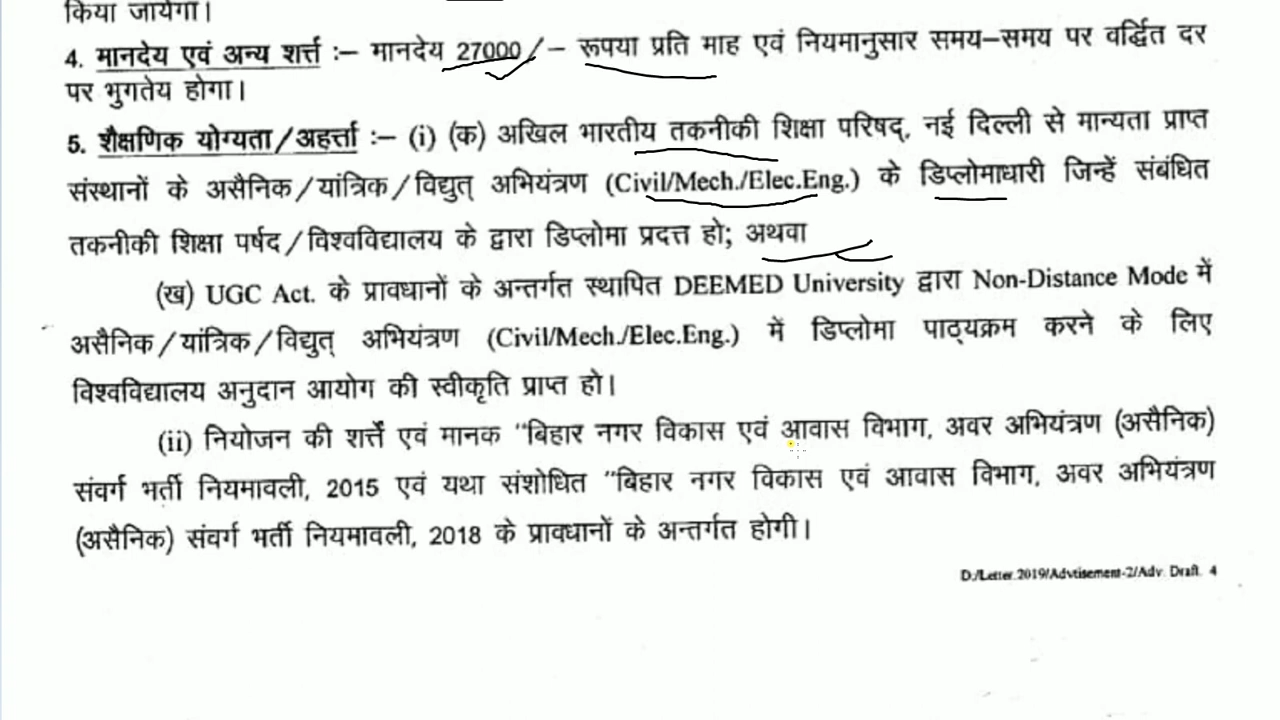 किया जायेगा।
4. मानदेय एवं अन्य शर्त्त :– मानदेय 27000/– रूपया प्रति माह एवं नियमानुसार समय–समय पर वर्द्धित दर
पर भुगतेय होगा।
5. शैक्षणिक योग्यता/अहर्त्ता :– (i) (क) अखिल भारतीय तकनीकी शिक्षा परिषद्, नई दिल्ली से मान्यता प्राप्त
संस्थानों के असैनिक/यांत्रिक/विद्युत् अभियंत्रण (Civil/Mech./Elec.Eng.) के डिप्लोमाधारी जिन्हें संबंधित
तकनीकी शिक्षा पर्षद/विश्वविद्यालय के द्वारा डिप्लोमा प्रदत्त हो; अथवा
(ख) UGC Act. के प्रावधानों के अन्तर्गत स्थापित DEEMED University द्वारा Non-Distance Mode में
असैनिक/यांत्रिक/विद्युत् अभियंत्रण (Civil/Mech./Elec.Eng.) में डिप्लोमा पाठ्यक्रम करने के लिए
विश्वविद्यालय अनुदान आयोग की स्वीकृति प्राप्त हो।
(ii) नियोजन की शर्त्तें एवं मानक "बिहार नगर विकास एवं आवास विभाग, अवर अभियंत्रण (असैनिक)
संवर्ग भर्ती नियमावली, 2015 एवं यथा संशोधित "बिहार नगर विकास एवं आवास विभाग, अवर अभियंत्रण
(असैनिक) संवर्ग भर्ती नियमावली, 2018 के प्रावधानों के अन्तर्गत होगी।
D:/Letter.2019/Advtisement-2/Adv. Draft. 4